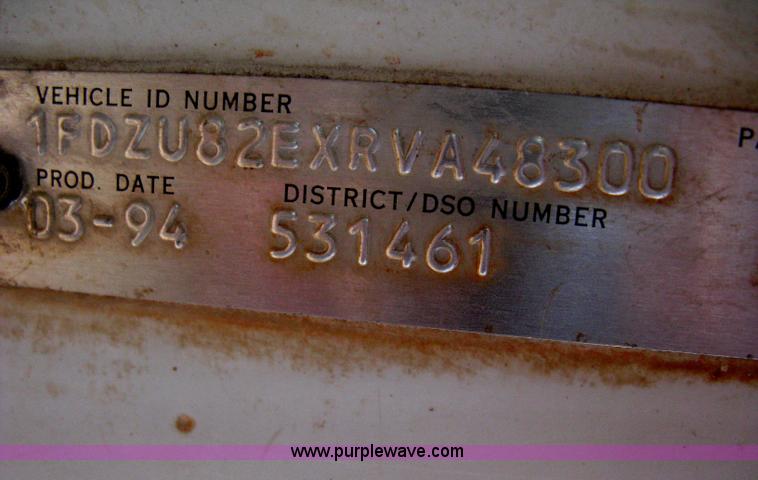 VEHICLE ID NUMBER
1FDZU82EXRVA48300
PROD. DATE
03-94
DISTRICT/DSO NUMBER
531461
www.purplewave.com